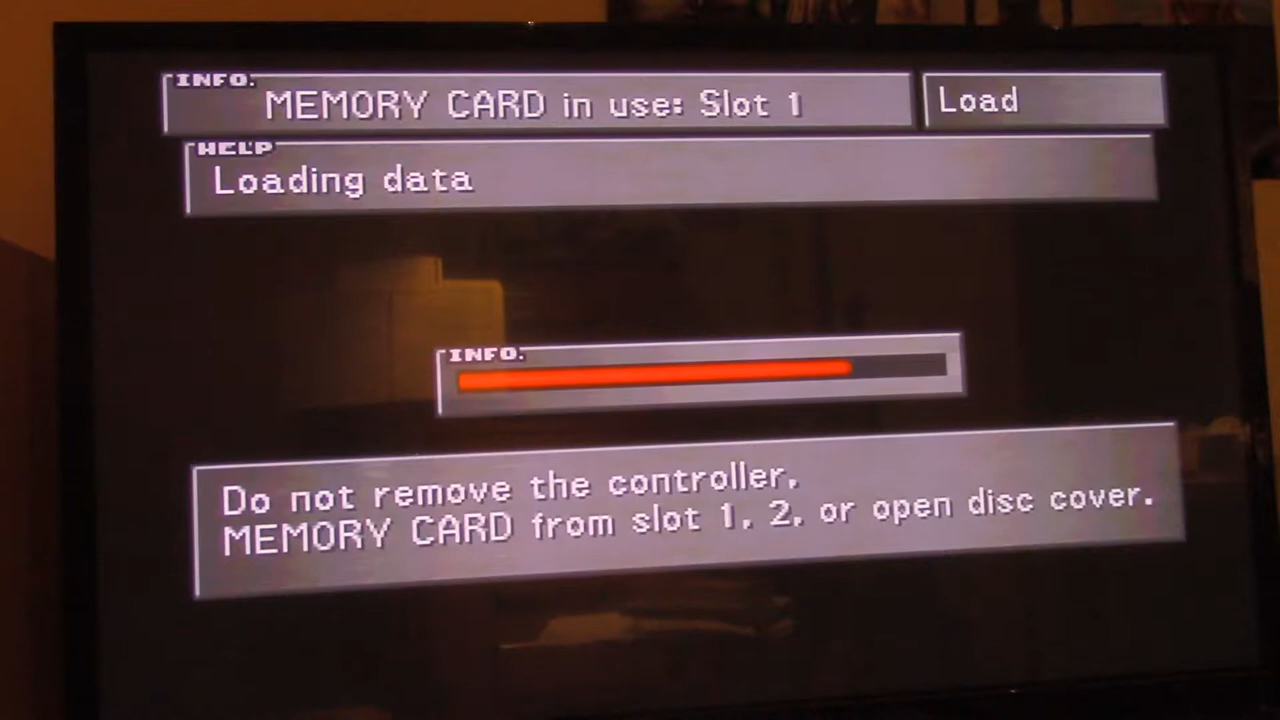 INFO.
MEMORY CARD in use: Slot 1
Load
HELP
Loading data
INFO.
Do not remove the controller,
MEMORY CARD from slot 1, 2, or open disc cover.